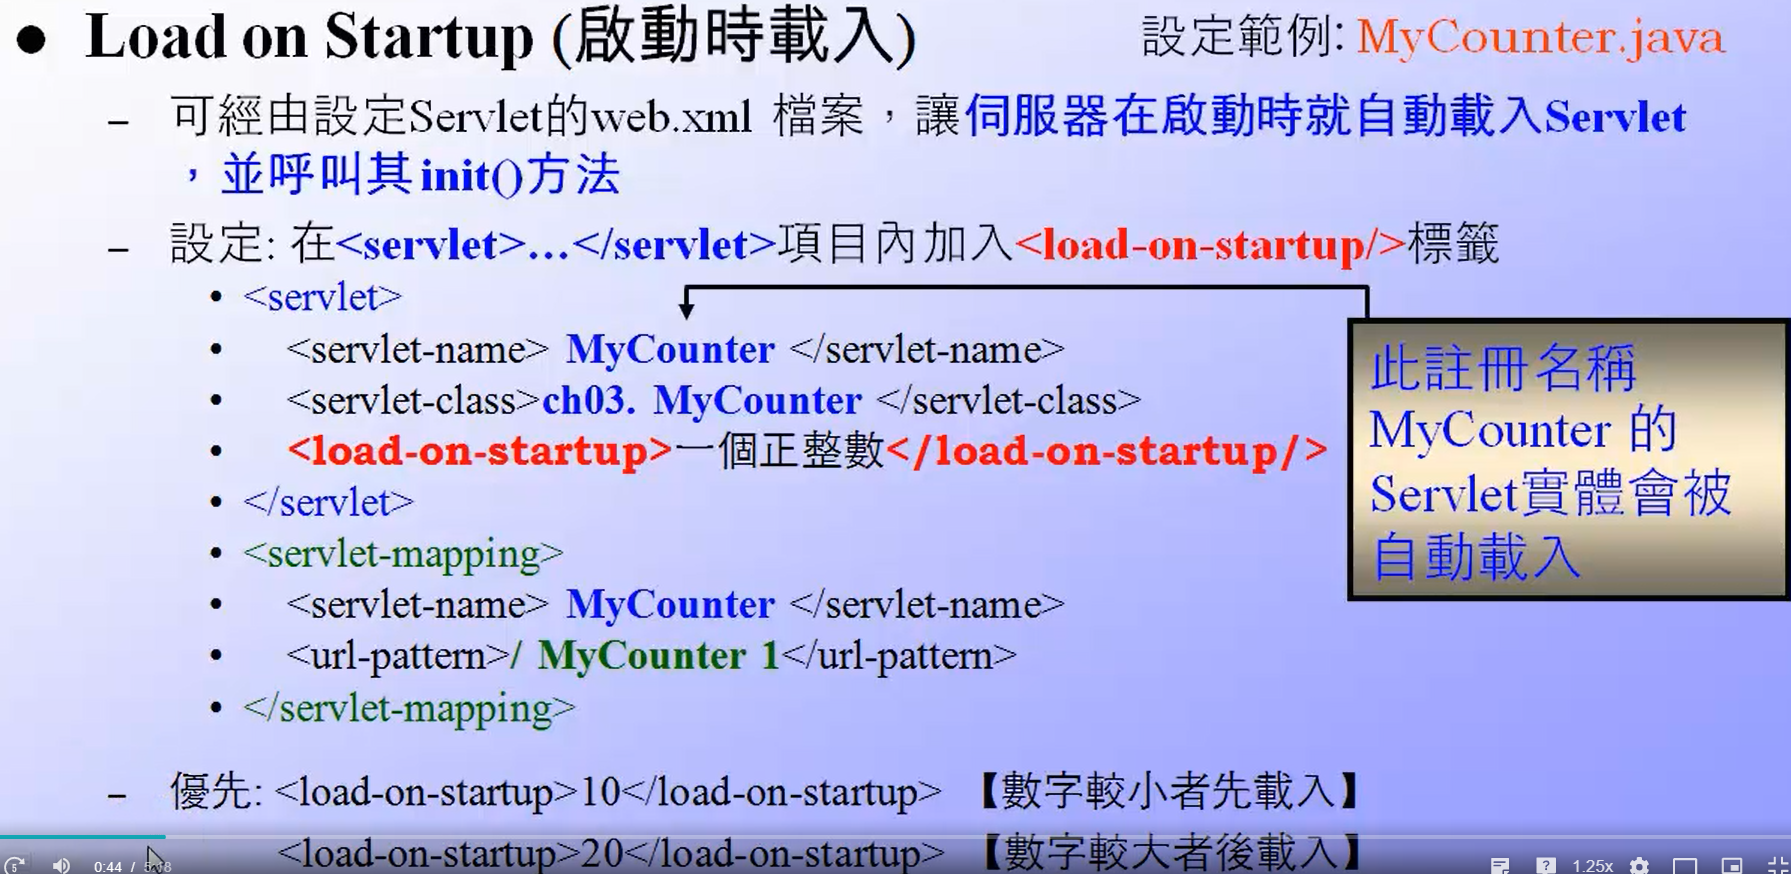 ● Load on Startup (啟動時載入)
設定範例: MyCounter.java
– 可經由設定Servlet的web.xml 檔案，讓伺服器在啟動時就自動載入Servlet
，並呼叫其init()方法
– 設定: 在<servlet>...</servlet>項目內加入<load-on-startup/>標籤
• <servlet>
• <servlet-name> MyCounter </servlet-name>
• <servlet-class>ch03. MyCounter </servlet-class>
• <load-on-startup>一個正整數</load-on-startup/>
• </servlet>
• <servlet-mapping>
• <servlet-name> MyCounter </servlet-name>
• <url-pattern>/ MyCounter 1</url-pattern>
• </servlet-mapping>
此註冊名稱
MyCounter 的
Servlet實體會被
自動載入
– 優先: <load-on-startup>10</load-on-startup> 【數字較小者先載入】
<load-on-startup>20</load-on-startup> 【數字較大者後載入】
5 0:44 / 5:18 ? 1.25x